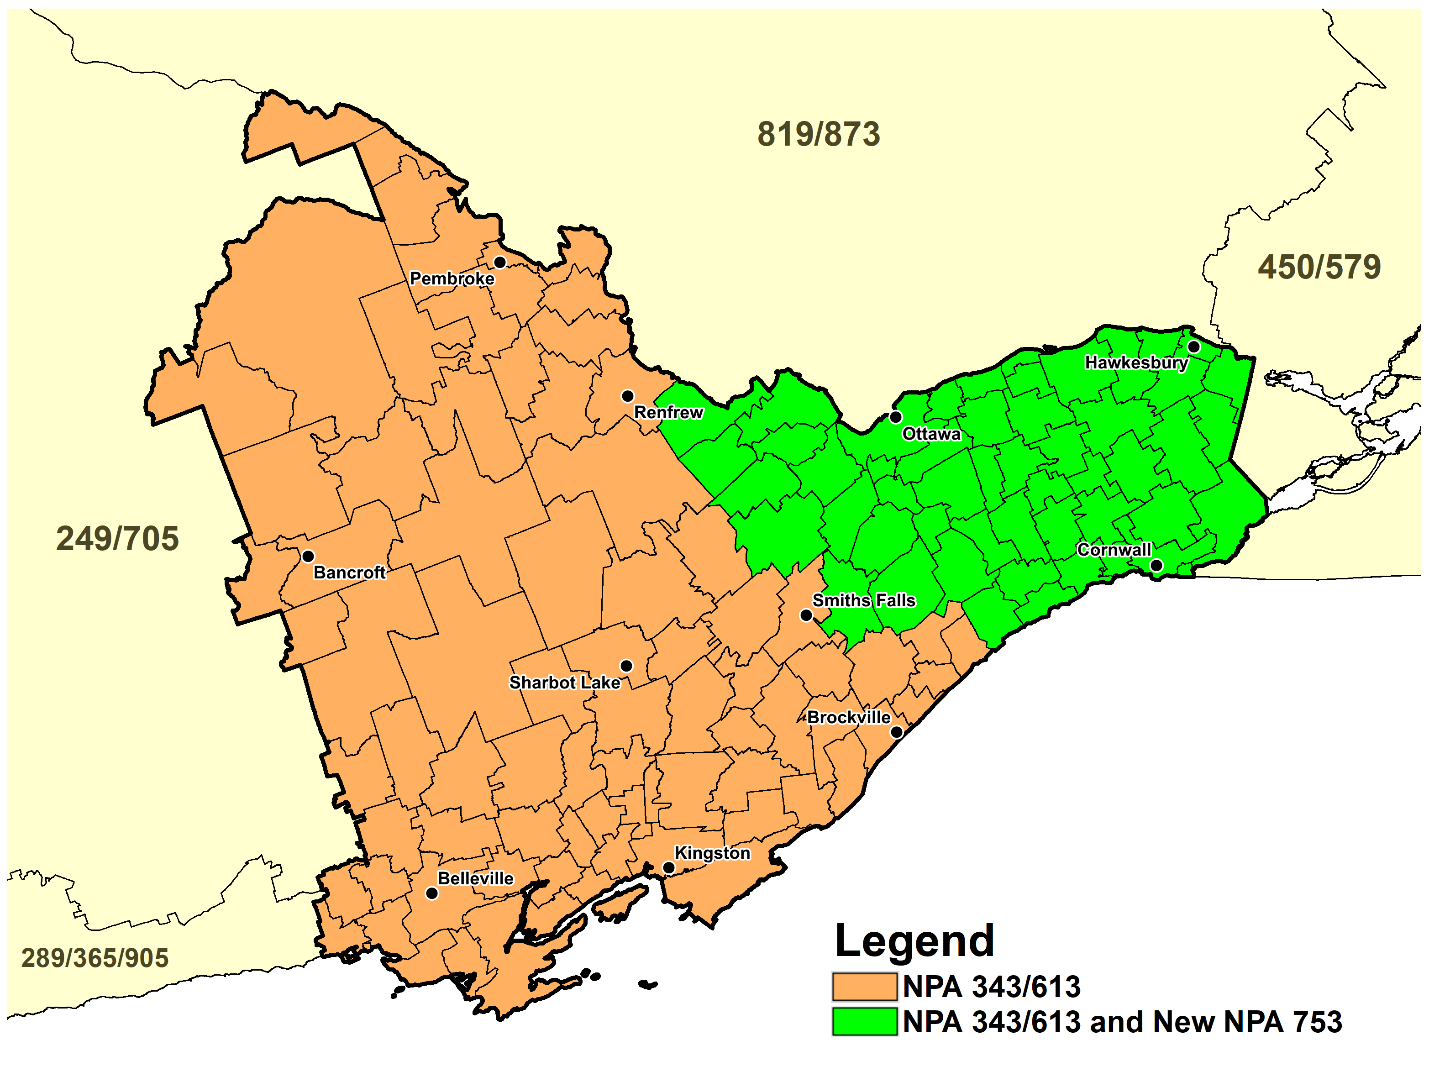 819/873
450/579
Pembroke
Hawkesbury
Renfrew
Ottawa
249/705
Cornwall
Bancroft
Smiths Falls
Sharbot Lake
Brockville
Kingston
Belleville
289/365/905
Legend
NPA 343/613
NPA 343/613 and New NPA 753